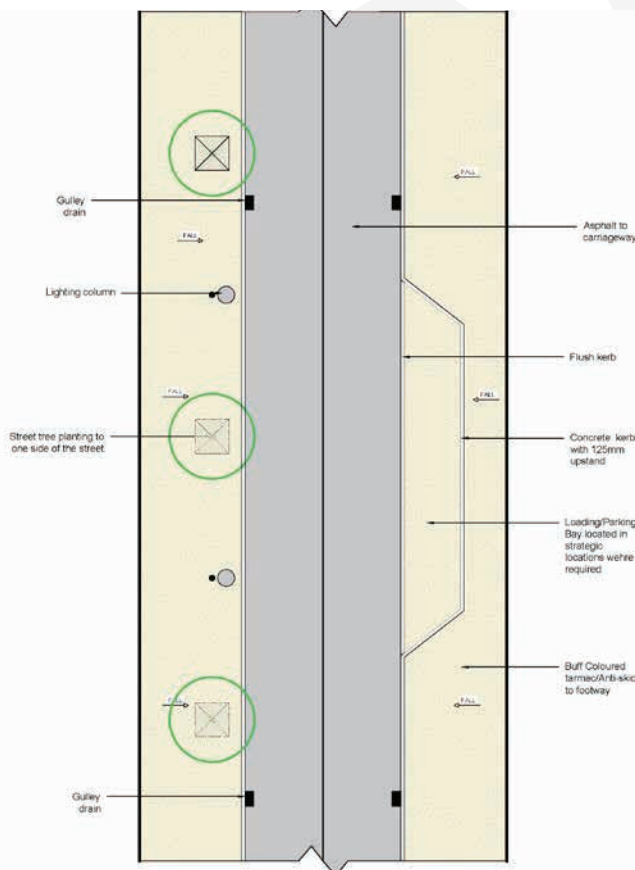 FALL
Gulley
drain
Asphalt to
carriageway
FALL
Lighting column
Flush kerb
FALL
FALL
Street tree planting to
one side of the street
Concrete kerb
with 125mm
upstand
Loading/Parking
Bay located in
strategic
locations wehre
required
Buff Coloured
tarmac/Anti-skid
to footway
FALL
FALL
Gulley
drain